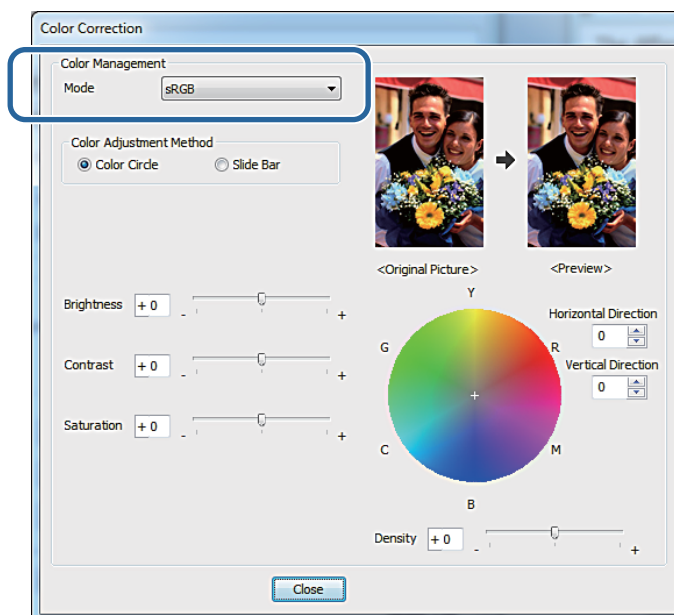 Color Correction
Color Management
Mode
sRGB
Color Adjustment Method
Color Circle
Slide Bar
<Original Picture>
<Preview>
Brightness + 0 - +
Contrast + 0 - +
Saturation + 0 - +
Y
G
R
C
M
B
Horizontal Direction
0
Vertical Direction
0
Density + 0 - +
Close